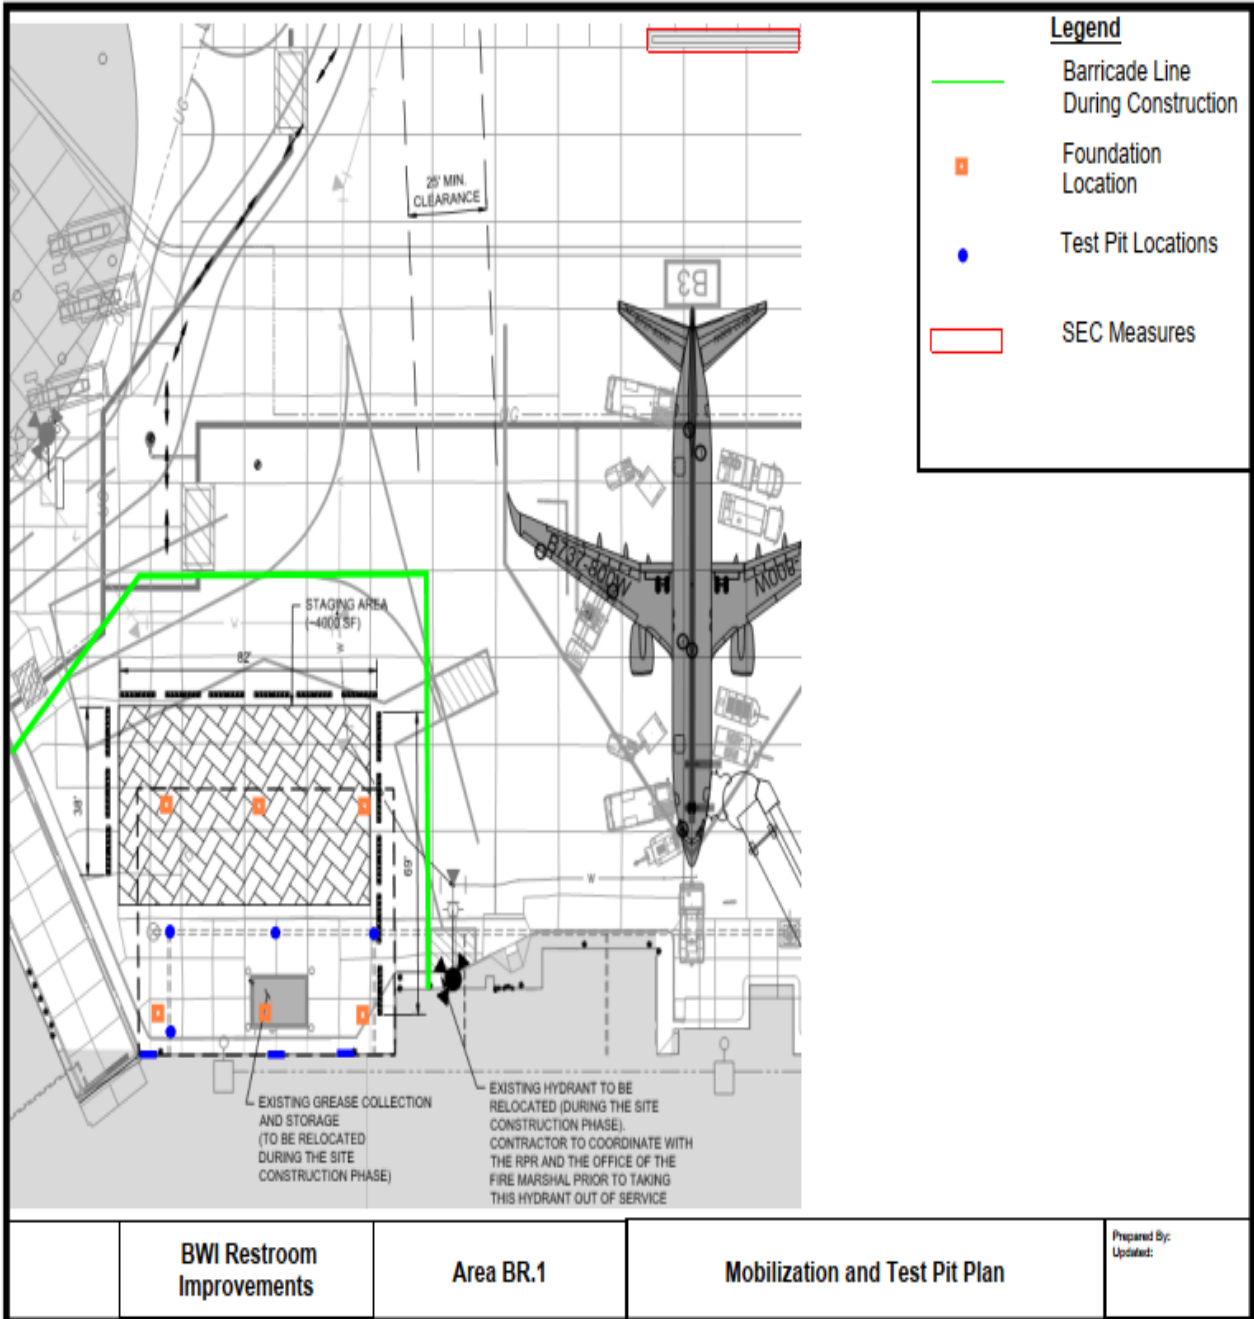 Legend
Barricade Line
During Construction
Foundation
Location
Test Pit Locations
SEC Measures
UG
25' MIN.
CLEARANCE
B3
UG
UG
B737-800W
STAGING AREA
(~4000 SF)
82'
V
W
38'
69'
W
EXISTING GREASE COLLECTION
AND STORAGE
(TO BE RELOCATED
DURING THE SITE
CONSTRUCTION PHASE)
EXISTING HYDRANT TO BE
RELOCATED (DURING THE SITE
CONSTRUCTION PHASE).
CONTRACTOR TO COORDINATE WITH
THE RPR AND THE OFFICE OF THE
FIRE MARSHAL PRIOR TO TAKING
THIS HYDRANT OUT OF SERVICE
BWI Restroom
Improvements
Area BR.1
Mobilization and Test Pit Plan
Prepared By:
Updated: